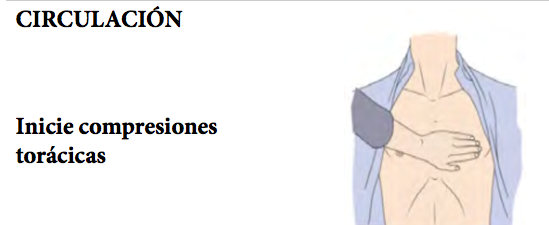 CIRCULACIÓN
Inicie compresiones
torácicas